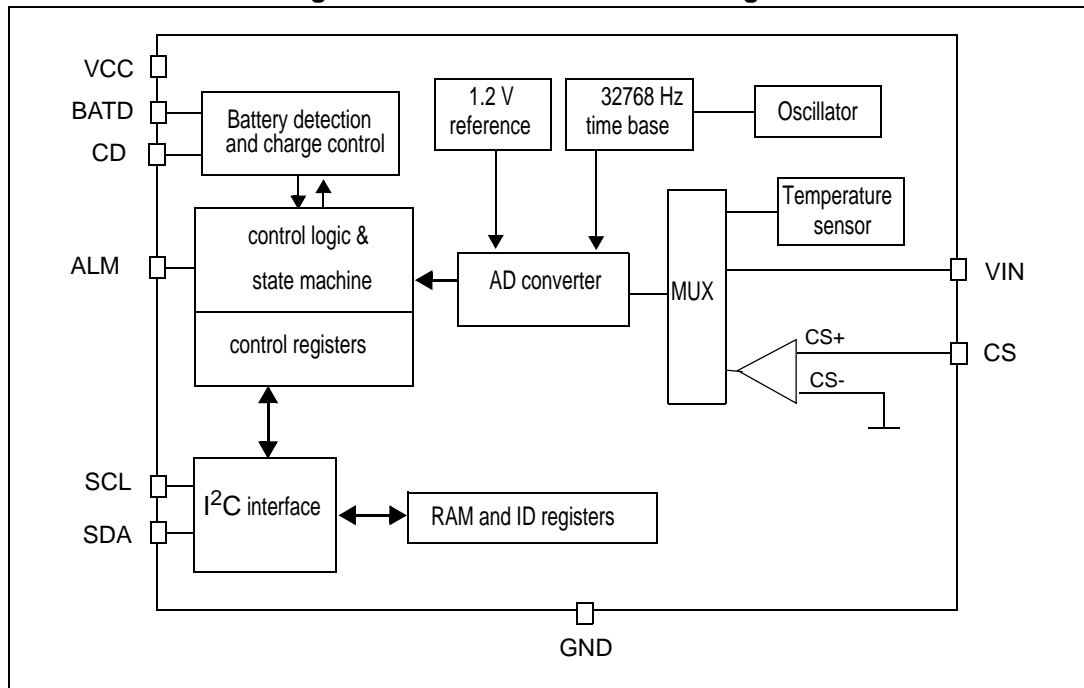 VCC
BATD
CD
ALM
SCL
SDA
Battery detection
and charge control
1.2 V
reference
32768 Hz
time base
Oscillator
Temperature
sensor
control logic &
state machine
control registers
AD converter
MUX
VIN
CS+
CS-
CS
I²C interface
RAM and ID registers
GND